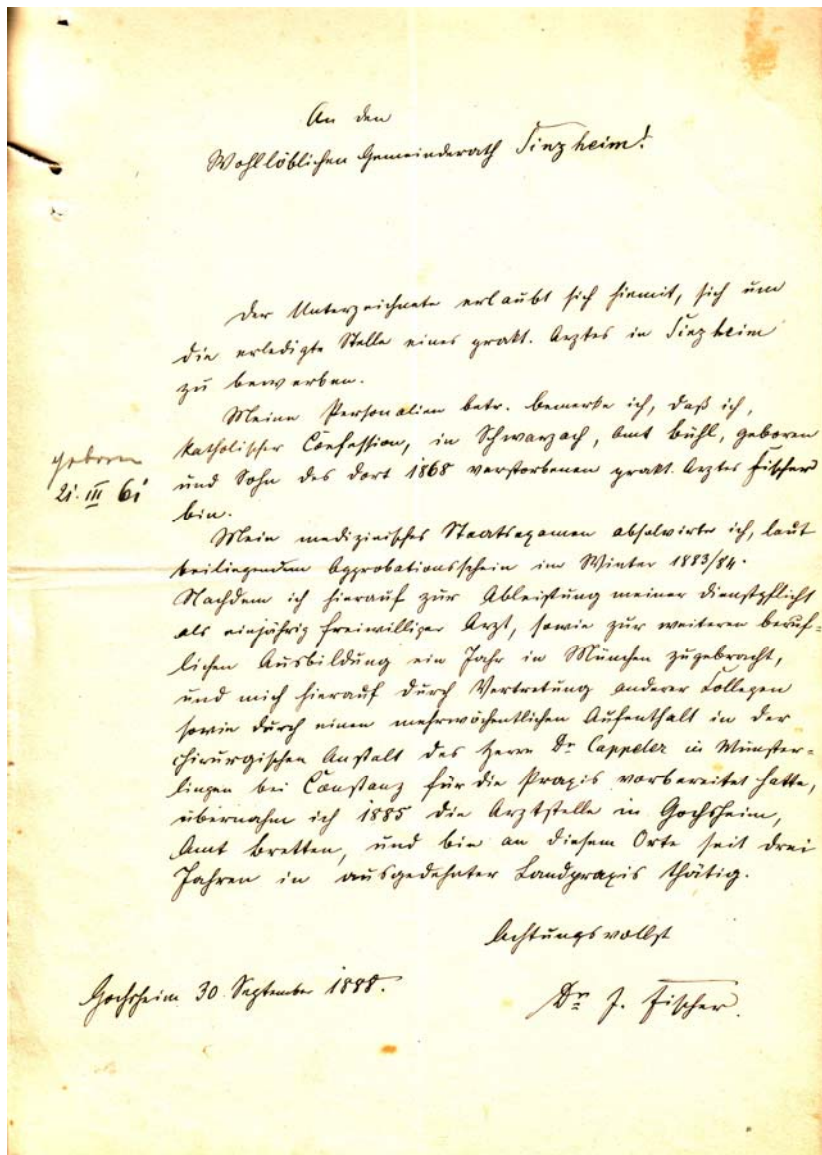 An den
Wohllöblichen Gemeinderath Sinzheim!
Der Unterzeichnete erlaubt sich hiemit, sich um
die erledigte Stelle eines prakt. Arztes in Sinzheim
zu bewerben.
Meine Personalien betr. bemerke ich, daß ich,
katholischer Confession, in Schwarzach, Amt Bühl, geboren
und Sohn des dort 1868 verstorbenen prakt. Arztes Fischer
bin.
geboren
21. III 61
Mein medizinisches Staatsexamen absolvirte ich, laut
beiliegendem Approbationsschein im Winter 1883/84.
Nachdem ich hierauf zur Ableistung meiner Dienstpflicht
als einjährig freiwilliger Arzt, sowie zur weiteren beruf-
lichen Ausbildung ein Jahr in München zugebracht,
und mich hierauf durch Vertretung anderer Collegen
sowie durch einen mehrwöchentlichen Aufenthalt in der
chirurgischen Anstalt des Herrn Dr Cappeler in Münster-
lingen bei Constanz für die Praxis vorbereitet hatte,
übernahm ich 1885 die Arztstelle in Gochsheim,
Amt Bretten, und bin an diesem Orte seit drei
Jahren in ausgedehnter Landpraxis thätig.
Achtungsvollst
Gochsheim 30 September 1888.
Dr J. Fischer.